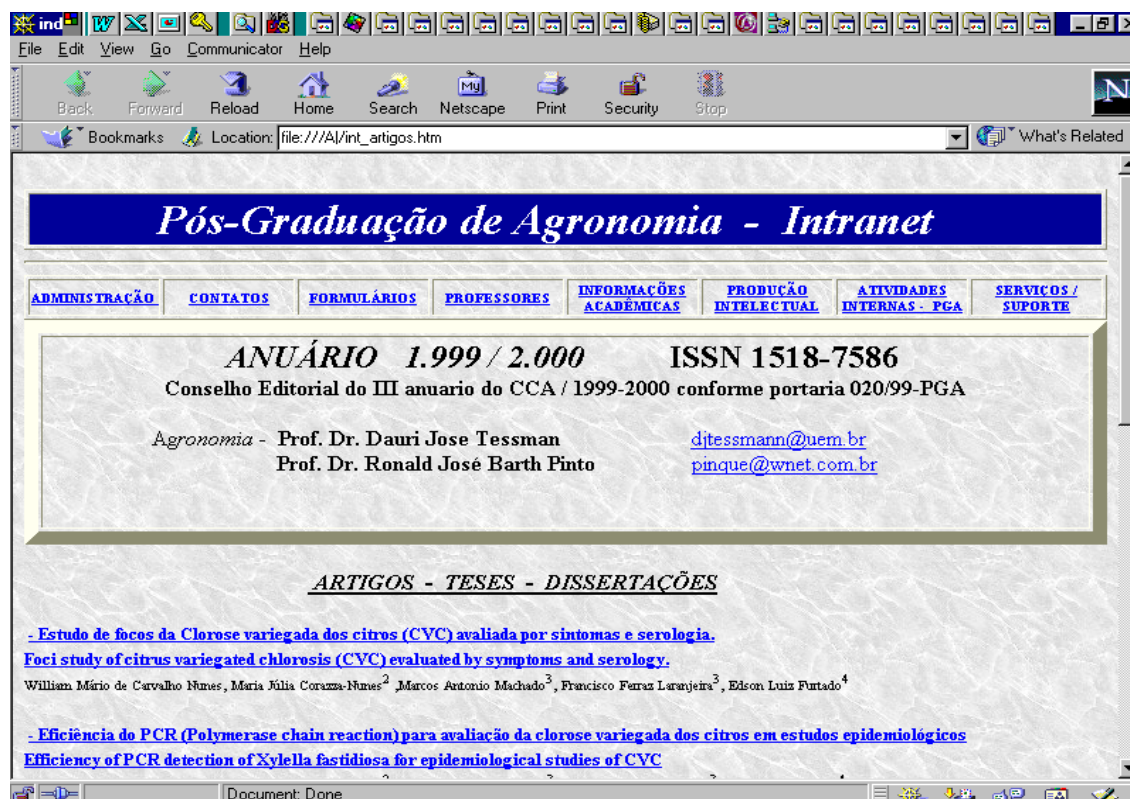 ind
File Edit View Go Communicator Help
Back Forward Reload Home Search Netscape Print Security Stop
Bookmarks Location: file:///A|/int_artigos.htm What's Related
Pós-Graduação de Agronomia - Intranet
ADMINISTRAÇÃO CONTATOS FORMULÁRIOS PROFESSORES INFORMAÇÕES ACADÊMICAS PRODUCÃO INTELECTUAL ATIVIDADES INTERNAS - PGA SERVIÇOS / SUPORTE
ANUÁRIO 1.999 / 2.000 ISSN 1518-7586
Conselho Editorial do III anuario do CCA / 1999-2000 conforme portaria 020/99-PGA
Agronomia - Prof. Dr. Dauri Jose Tessman djtessmann@uem.br
Prof. Dr. Ronald José Barth Pinto pinque@wnet.com.br
ARTIGOS - TESES - DISSERTAÇÕES
- Estudo de focos da Clorose variegada dos citros (CVC) avaliada por sintomas e serologia.
Foci study of citrus variegated chlorosis (CVC) evaluated by symptoms and serology.
William Mário de Carvalho Nunes, Maria Júlia Corazza-Nunes2 ,Marcos Antonio Machado3, Francisco Ferraz Laranjeira3, Edson Luiz Furtado4
- Eficiência do PCR (Polymerase chain reaction) para avaliação da clorose variegada dos citros em estudos epidemiológicos
Efficiency of PCR detection of Xylella fastidiosa for epidemiological studies of CVC
Document: Done